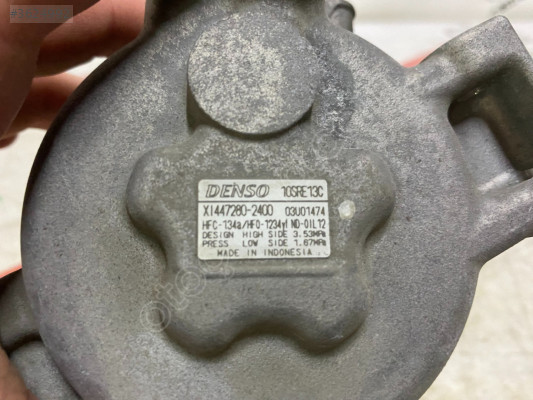 DENSO 10SRE13C
XI447260-2400 03U01474
HFC-134a/HFO-1234yf ND-OIL12
DESIGN HIGH SIDE 3.53MPa
PRESS LOW SIDE 1.67MPa
MADE IN INDONESIA